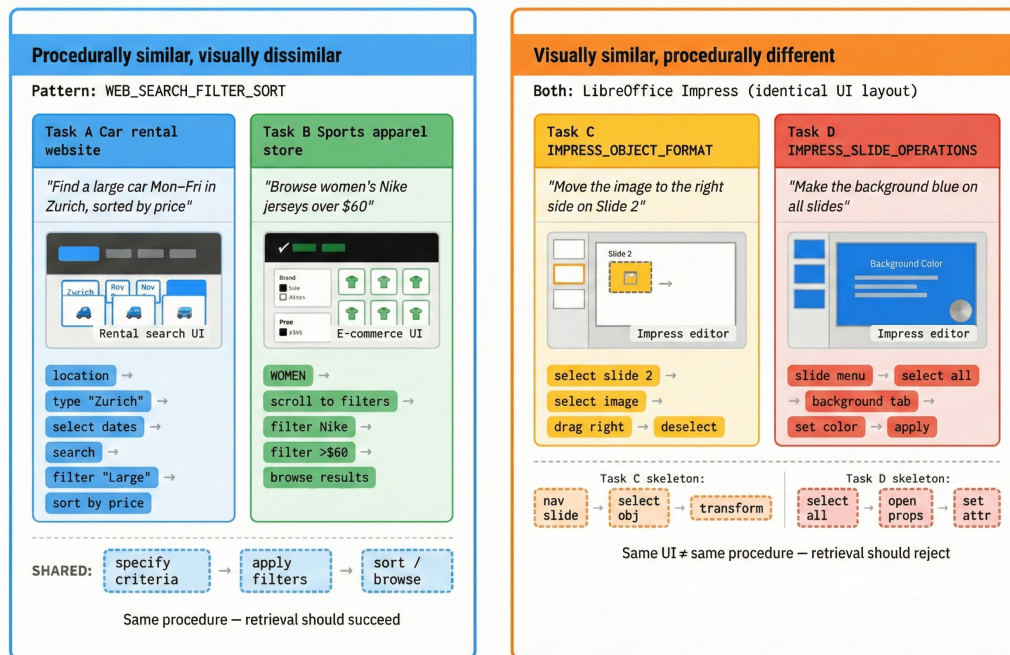 Procedurally similar, visually dissimilar
Pattern: WEB_SEARCH_FILTER_SORT
Task A Car rental
website
"Find a large car Mon–Fri in
Zurich, sorted by price"
Zurich
Roy
Nov
Rental search UI
location →
type "Zurich" →
select dates →
search →
filter "Large" →
sort by price
Task B Sports apparel
store
"Browse women's Nike
jerseys over $60"
Brand
Size
Pree
E-commerce UI
WOMEN →
scroll to filters →
filter Nike →
filter >$60 →
browse results
SHARED:
specify
criteria
→
apply
filters
→
sort /
browse
Same procedure — retrieval should succeed
Visually similar, procedurally different
Both: LibreOffice Impress (identical UI layout)
Task C
IMPRESS_OBJECT_FORMAT
"Move the image to the right
side on Slide 2"
Slide 2
→
Impress editor
select slide 2 →
select image →
drag right → deselect
Task D
IMPRESS_SLIDE_OPERATIONS
"Make the background blue on
all slides"
Background Color
Impress editor
slide menu → select all
→ background tab →
set color → apply
Task C skeleton:
nav
slide
→
select
obj
→
transform
Task D skeleton:
select
all
→
open
props
→
set
attr
Same UI ≠ same procedure — retrieval should reject